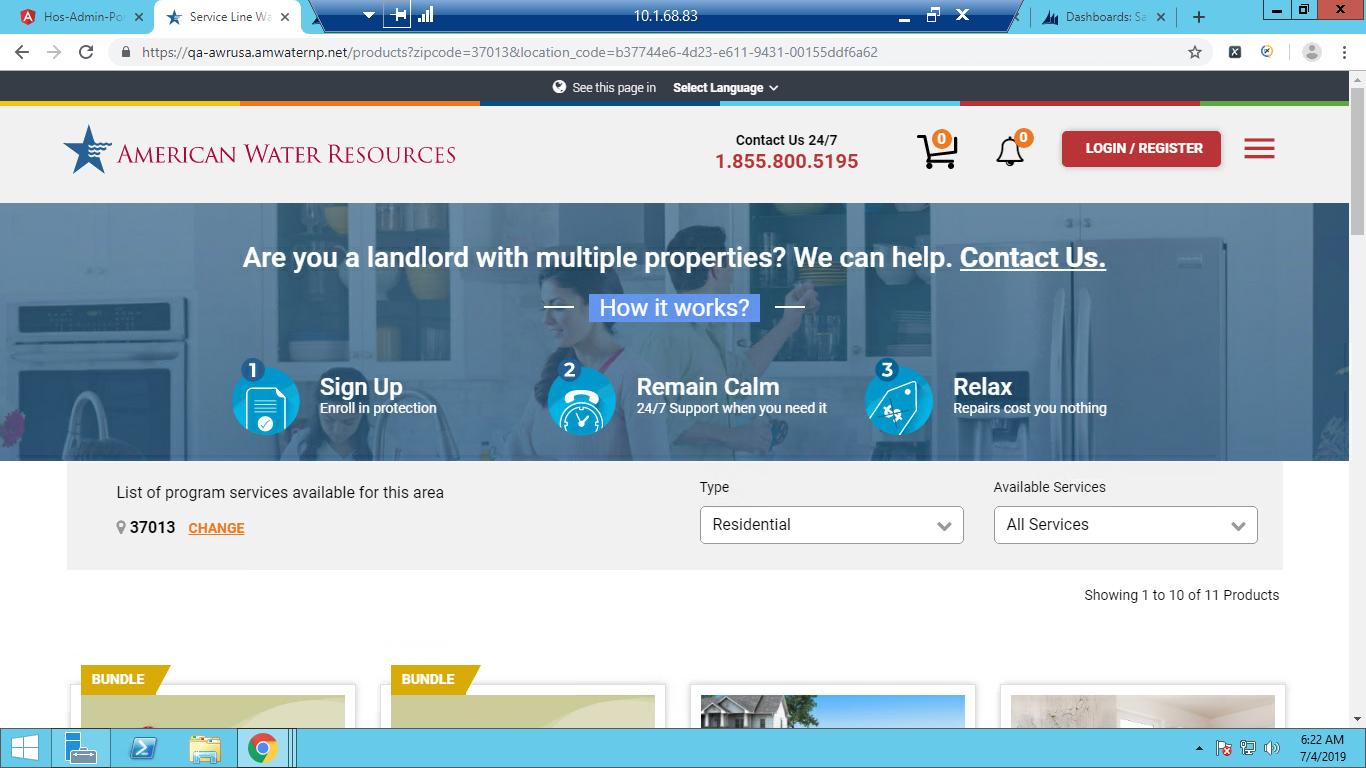 Hos-Admin-Po
Service Line Wa
10.1.68.83
Dashboards: Sa
https://qa-awrusa.amwaternp.net/products?zipcode=37013&location_code=b37744e6-4d23-e611-9431-00155ddf6a62
See this page in Select Language
AMERICAN WATER RESOURCES
Contact Us 24/7
1.855.800.5195
0
0
LOGIN / REGISTER
Are you a landlord with multiple properties? We can help. Contact Us.
How it works?
1
Sign Up
Enroll in protection
2
Remain Calm
24/7 Support when you need it
3
Relax
Repairs cost you nothing
List of program services available for this area
37013 CHANGE
Type
Residential
Available Services
All Services
Showing 1 to 10 of 11 Products
BUNDLE
BUNDLE
6:22 AM
7/4/2019